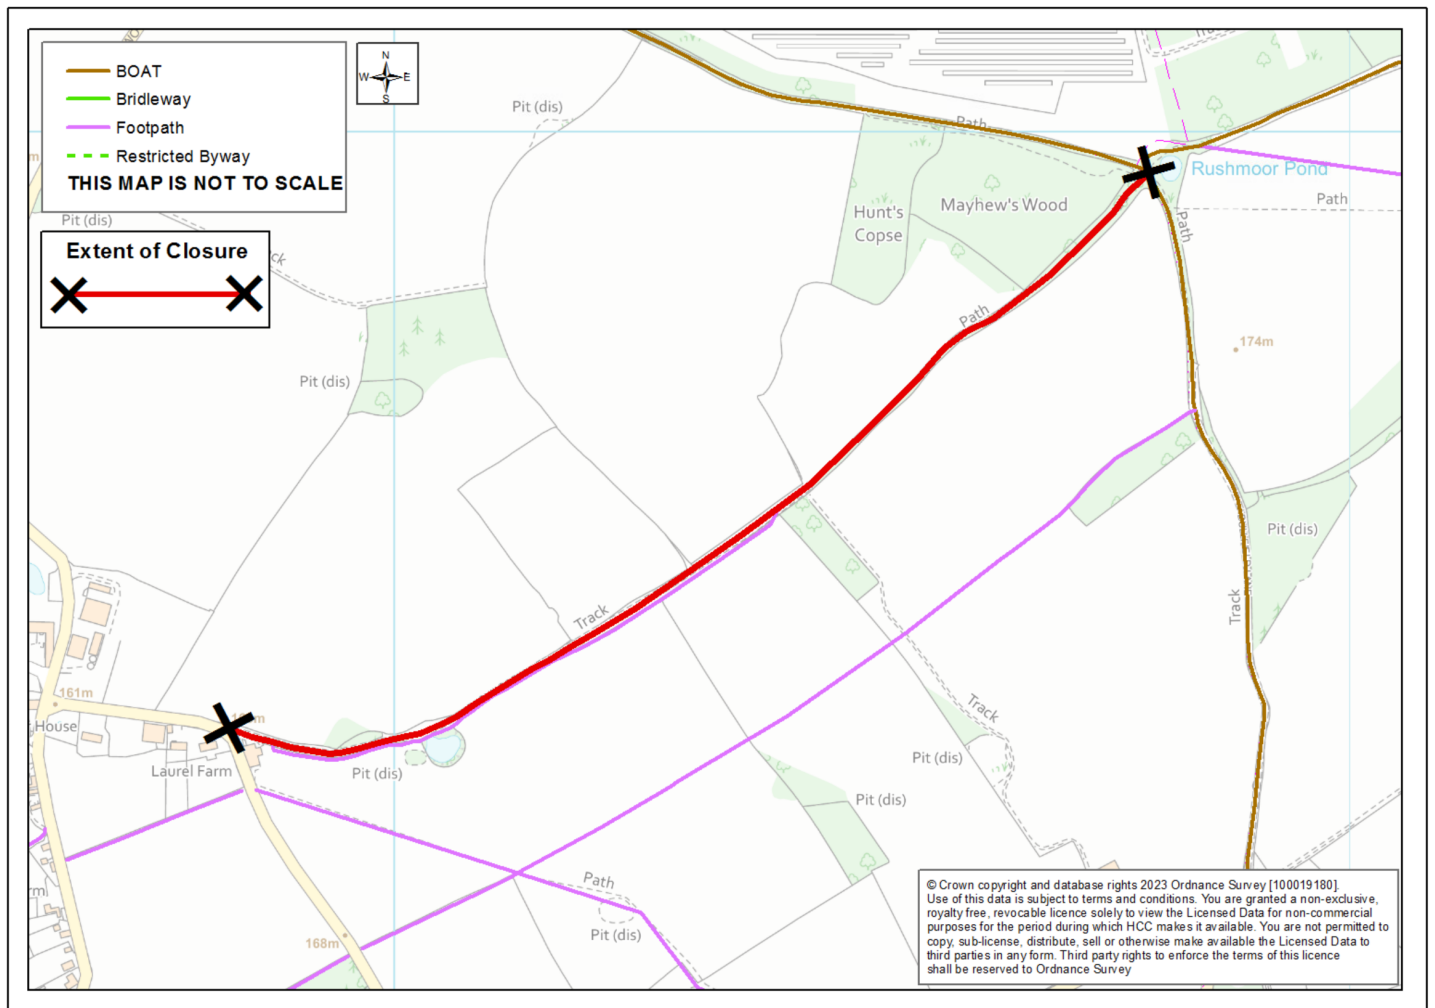 BOAT
Bridleway
Footpath
Restricted Byway
THIS MAP IS NOT TO SCALE
N
W E
S
Extent of Closure
Pit (dis)
Path
Rushmoor Pond
Path
Mayhew's Wood
Hunt's
Copse
Path
Pit (dis)
Path
174m
Pit (dis)
Pit (dis)
Track
Track
161m
House
Track
Laurel Farm
Pit (dis)
Pit (dis)
Pit (dis)
Path
Pit (dis)
168m
© Crown copyright and database rights 2023 Ordnance Survey [100019180].
Use of this data is subject to terms and conditions. You are granted a non-exclusive,
royalty free, revocable licence solely to view the Licensed Data for non-commercial
purposes for the period during which HCC makes it available. You are not permitted to
copy, sub-license, distribute, sell or otherwise make available the Licensed Data to
third parties in any form. Third party rights to enforce the terms of this licence
shall be reserved to Ordnance Survey